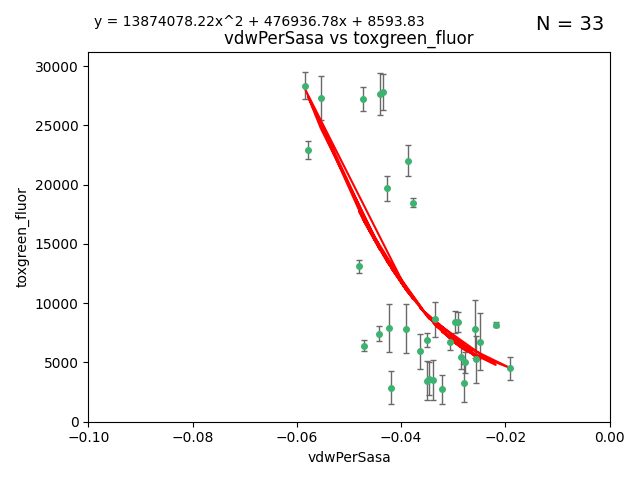 y = 13874078.22x^2 + 476936.78x + 8593.83
N = 33
vdwPerSasa vs toxgreen_fluor
30000
25000
20000
15000
10000
5000
0
toxgreen_fluor
−0.10 −0.08 −0.06 −0.04 −0.02 0.00
vdwPerSasa